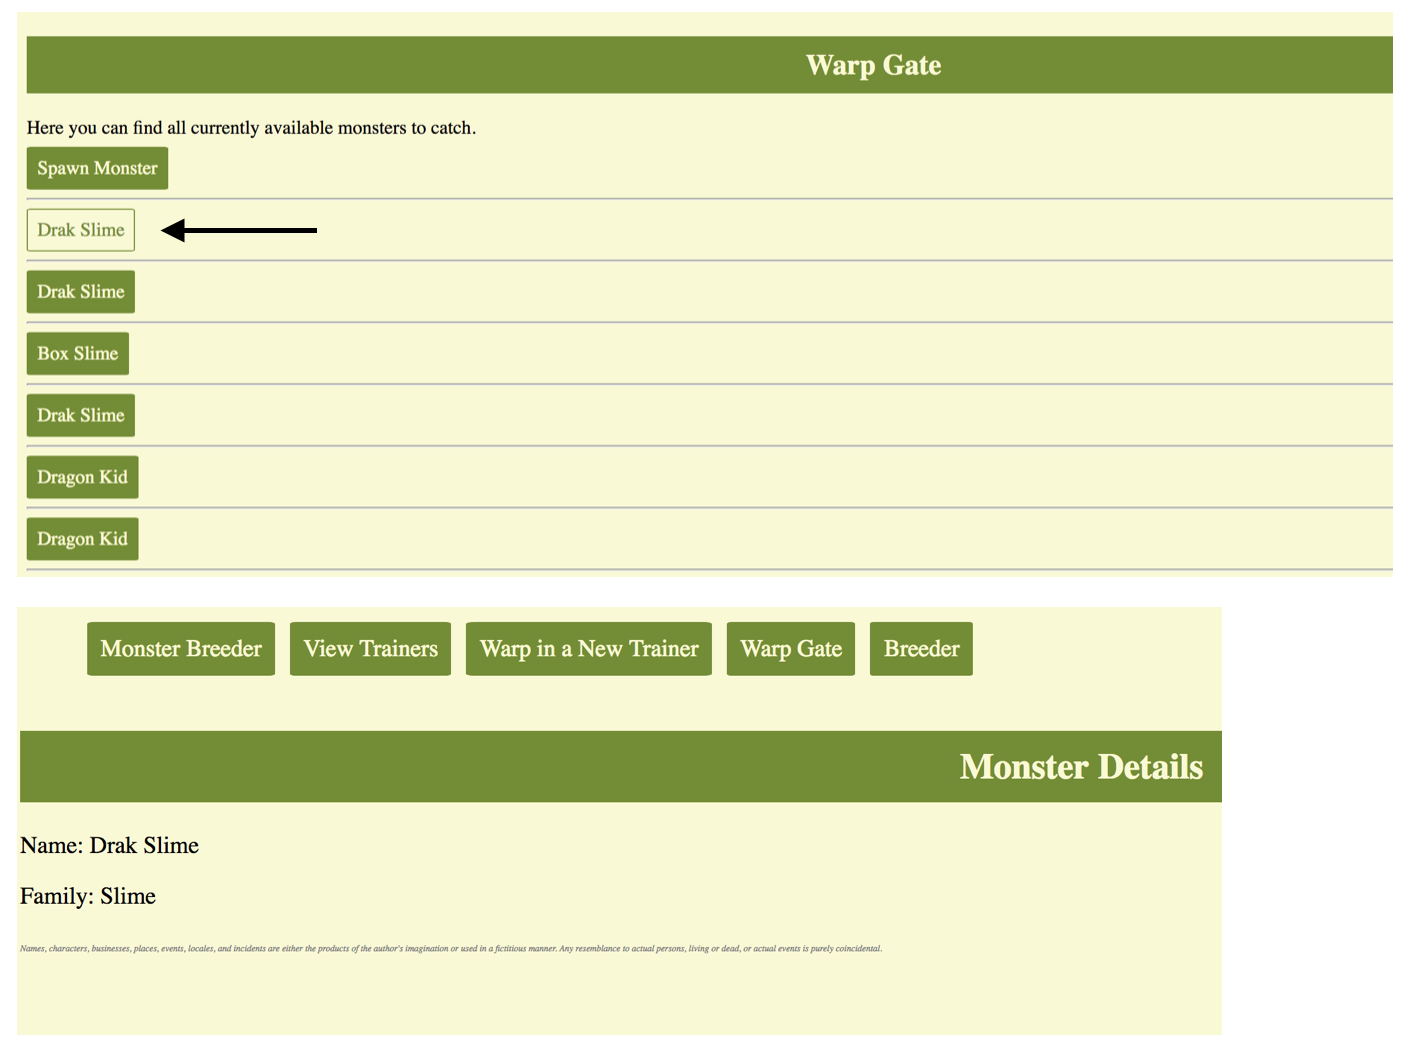 Warp Gate
Here you can find all currently available monsters to catch.
Spawn Monster
Drak Slime
Drak Slime
Box Slime
Drak Slime
Dragon Kid
Dragon Kid
Monster Breeder View Trainers Warp in a New Trainer Warp Gate Breeder
Monster Details
Name: Drak Slime
Family: Slime
Names, characters, businesses, places, events, locales, and incidents are either the products of the author's imagination or used in a fictitious manner. Any resemblance to actual persons, living or dead, or actual events is purely coincidental.